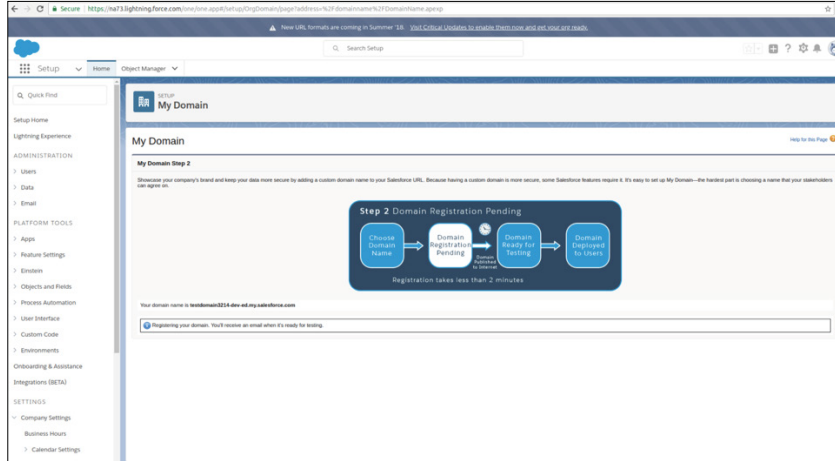 Secure https://na73.lightning.force.com/one/one.app#/setup/OrgDomain/page?address=%2Fdomainname%2FDomainName.apexp
New URL formats are coming in Summer '18. Visit Critical Updates to enable them now and get your org ready.
Search Setup
Setup Home Object Manager
Quick Find
Setup Home
Lightning Experience
ADMINISTRATION
Users
Data
Email
PLATFORM TOOLS
Apps
Feature Settings
Einstein
Objects and Fields
Process Automation
User Interface
Custom Code
Environments
Onboarding & Assistance
Integrations (BETA)
SETTINGS
Company Settings
Business Hours
Calendar Settings
SETUP
My Domain
My Domain
Help for this Page
My Domain Step 2
Showcase your company's brand and keep your data more secure by adding a custom domain name to your Salesforce URL. Because having a custom domain is more secure, some Salesforce features require it. It's easy to set up My Domain—the hardest part is choosing a name that your stakeholders
can agree on.
Step 2 Domain Registration Pending
Choose
Domain
Name
Domain
Registration
Pending
Domain
Published
to Internet
Domain
Ready for
Testing
Domain
Deployed
to Users
Registration takes less than 2 minutes
Your domain name is testdomain3214-dev-ed.my.salesforce.com
Registering your domain. You'll receive an email when it's ready for testing.